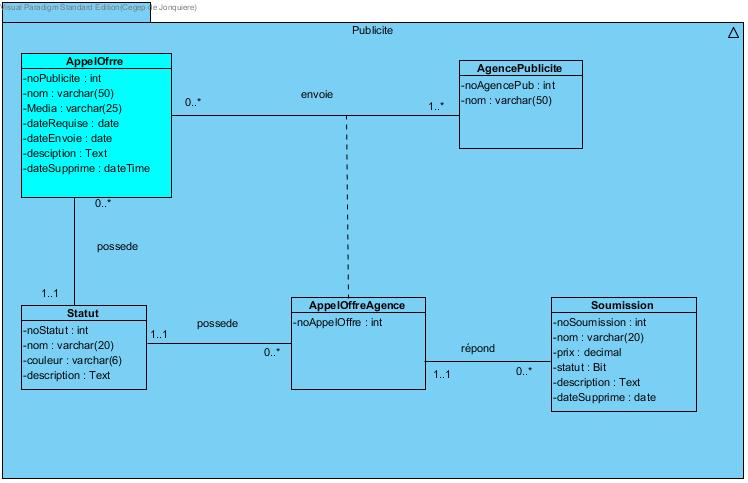 Visual Paradigm Standard Edition(Cegep de Jonquiere)
Publicite
AppelOfrre
-noPublicite : int
-nom : varchar(50)
-Media : varchar(25)
-dateRequise : date
-dateEnvoie : date
-desciption : Text
-dateSupprime : dateTime
0..*
envoie
1..*
AgencePublicite
-noAgencePub : int
-nom : varchar(50)
0..*
possede
1..1
Statut
-noStatut : int
-nom : varchar(20)
-couleur : varchar(6)
-description : Text
1..1
possede
0..*
AppelOffreAgence
-noAppelOffre : int
1..1
répond
0..*
Soumission
-noSoumission : int
-nom : varchar(20)
-prix : decimal
-statut : Bit
-description : Text
-dateSupprime : date